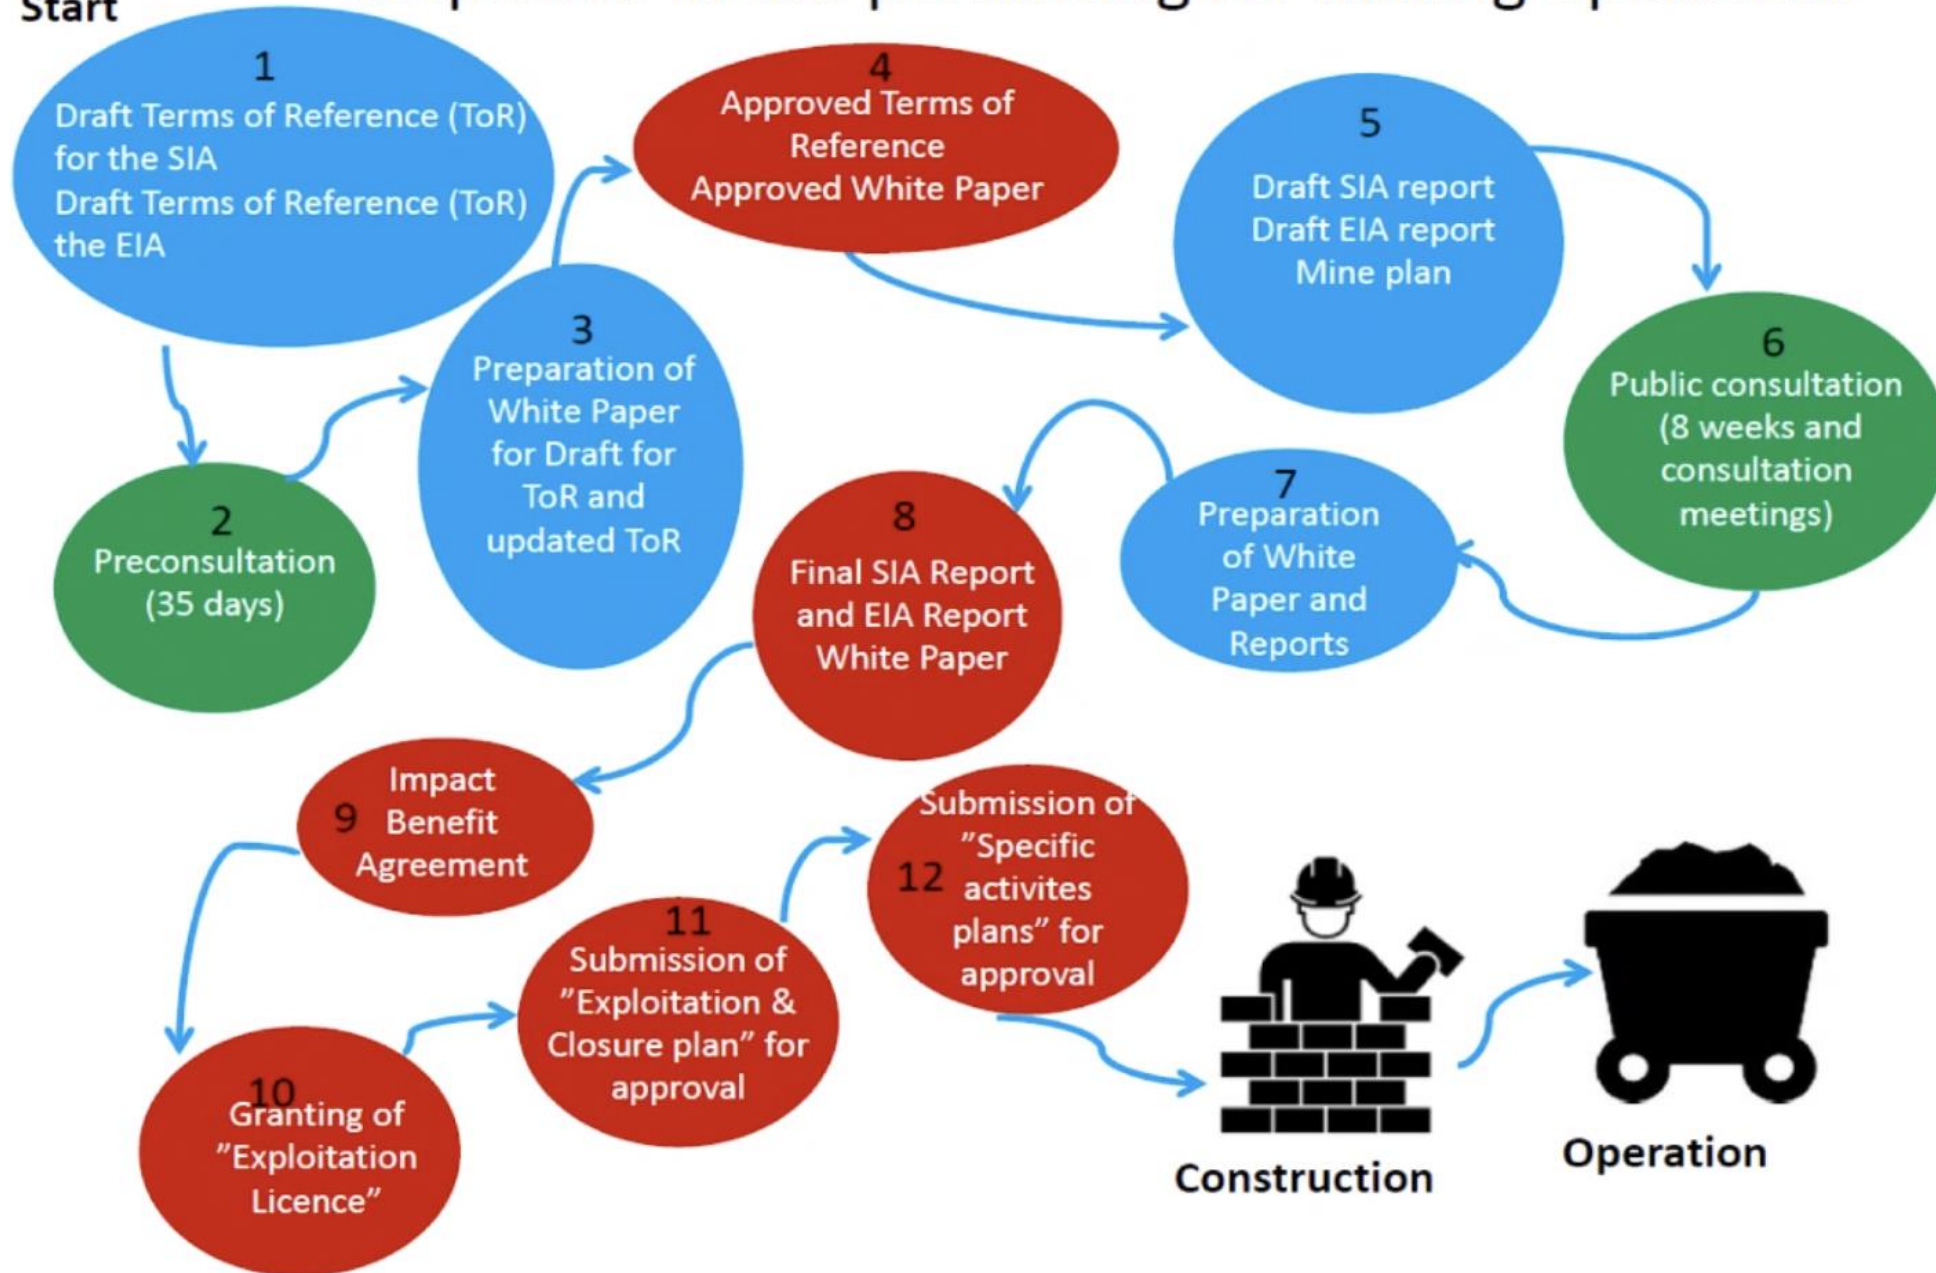 Start
1
Draft Terms of Reference (ToR)
for the SIA
Draft Terms of Reference (ToR)
the EIA
2
Preconsultation
(35 days)
3
Preparation of
White Paper
for Draft for
ToR and
updated ToR
4
Approved Terms of
Reference
Approved White Paper
5
Draft SIA report
Draft EIA report
Mine plan
6
Public consultation
(8 weeks and
consultation
meetings)
7
Preparation
of White
Paper and
Reports
8
Final SIA Report
and EIA Report
White Paper
9
Impact
Benefit
Agreement
10
Granting of
”Exploitation
Licence”
11
Submission of
”Exploitation &
Closure plan” for
approval
12
Submission of
”Specific
activites
plans” for
approval
Construction
Operation